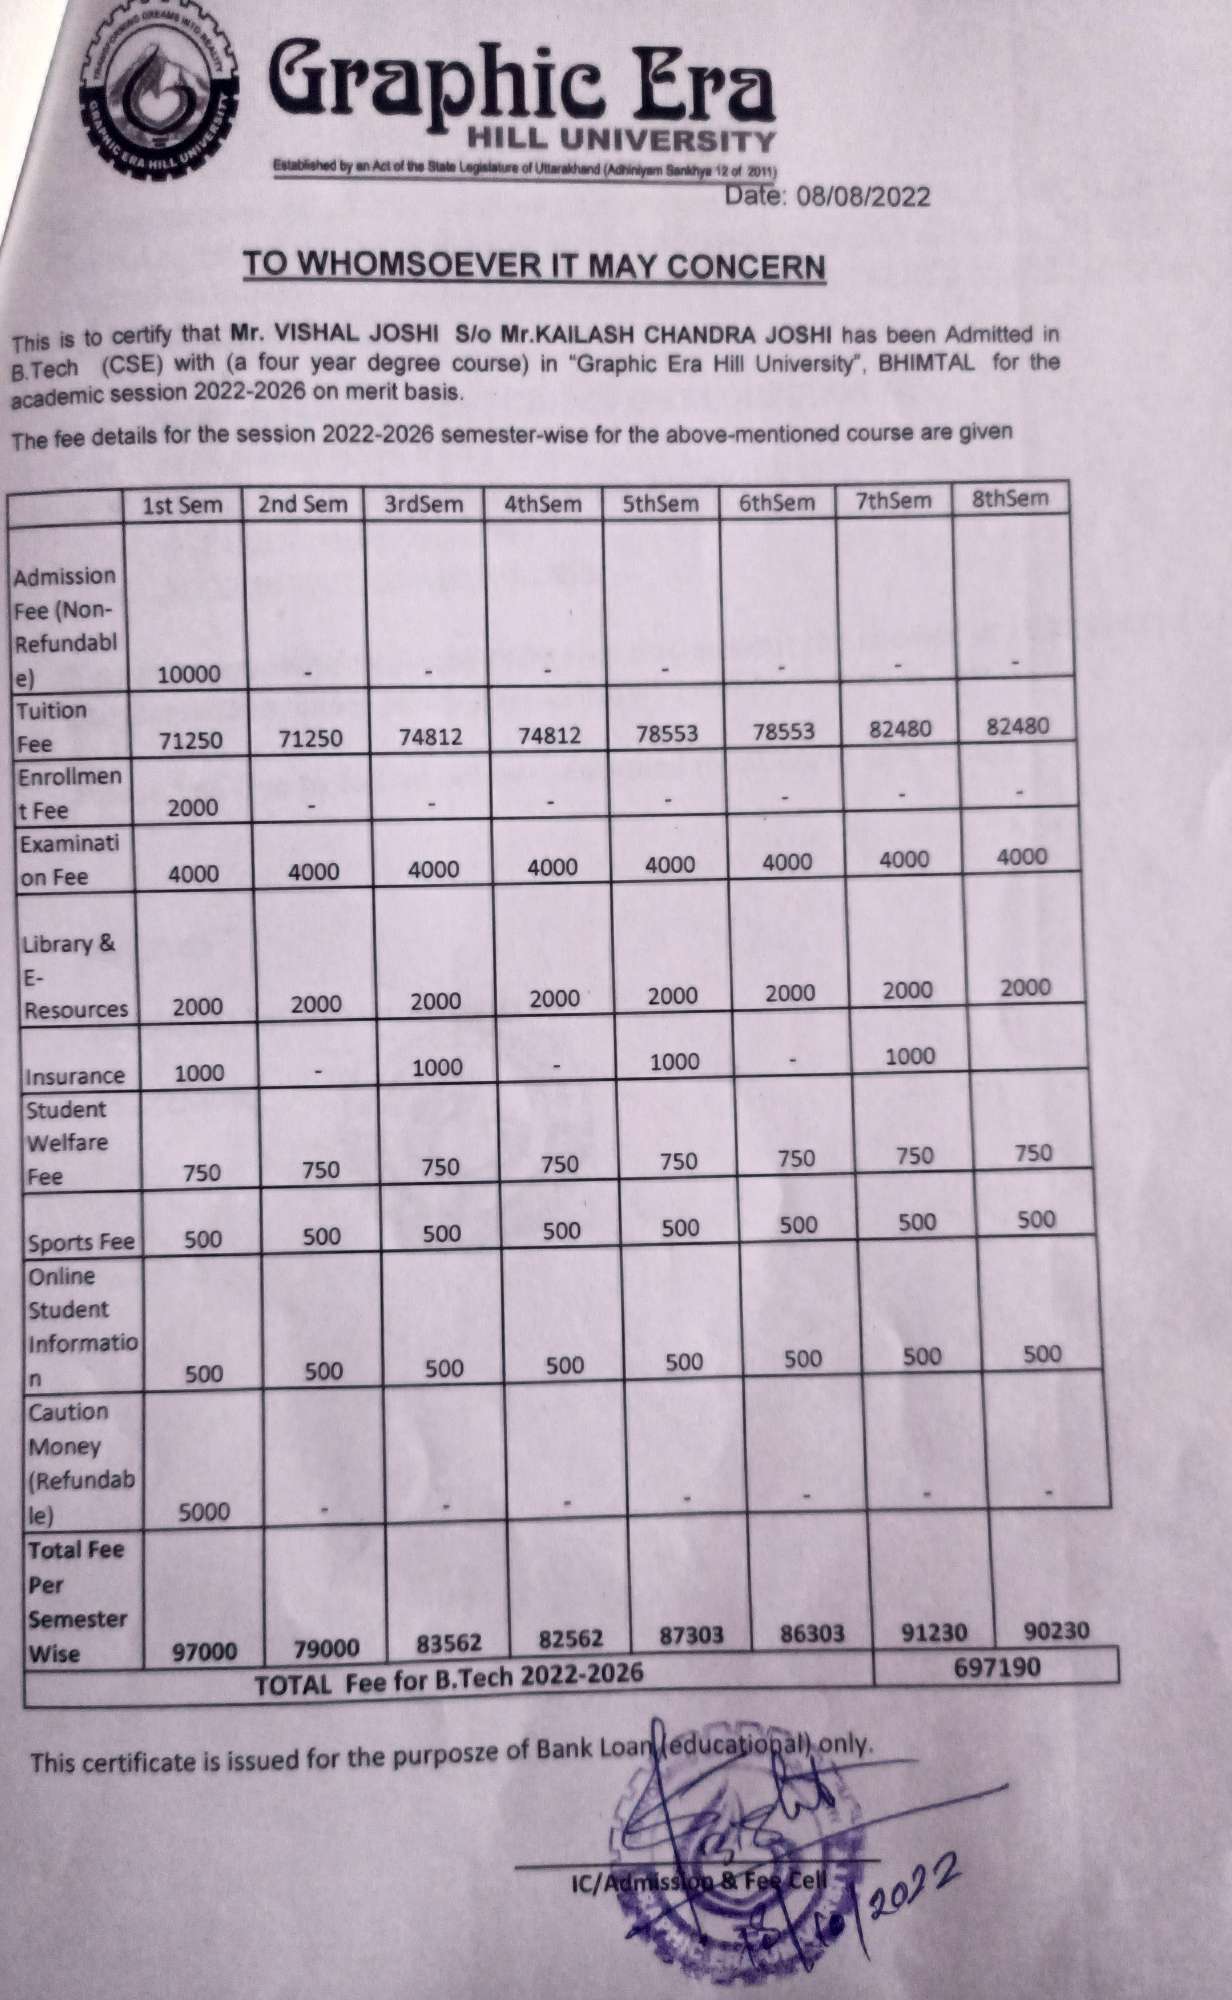 TRANSFORMING DREAMS INTO REALITY
GRAPHIC ERA HILL UNIVERSITY
Graphic Era
HILL UNIVERSITY
Established by an Act of the State Legislature of Uttarakhand (Adhiniyam Sankhya 12 of 2011)
Date: 08/08/2022
TO WHOMSOEVER IT MAY CONCERN
This is to certify that Mr. VISHAL JOSHI S/o Mr.KAILASH CHANDRA JOSHI has been Admitted in
B.Tech (CSE) with (a four year degree course) in "Graphic Era Hill University", BHIMTAL for the
academic session 2022-2026 on merit basis.
The fee details for the session 2022-2026 semester-wise for the above-mentioned course are given
1st Sem 2nd Sem 3rdSem 4thSem 5thSem 6thSem 7thSem 8thSem
Admission
Fee (Non-
Refundabl
e) 10000 - - - - - - -
Tuition
Fee 71250 71250 74812 74812 78553 78553 82480 82480
Enrollmen
t Fee 2000 - - - - - - -
Examinati
on Fee 4000 4000 4000 4000 4000 4000 4000 4000
Library &
E-
Resources 2000 2000 2000 2000 2000 2000 2000 2000
Insurance 1000 - 1000 - 1000 - 1000
Student
Welfare
Fee 750 750 750 750 750 750 750 750
Sports Fee 500 500 500 500 500 500 500 500
Online
Student
Informatio
n 500 500 500 500 500 500 500 500
Caution
Money
(Refundab
le) 5000 - - - - - - -
Total Fee
Per
Semester
Wise 97000 79000 83562 82562 87303 86303 91230 90230
TOTAL Fee for B.Tech 2022-2026 697190
This certificate is issued for the purposze of Bank Loan (educational) only.
IC/Admission & Fee Cell
/10/2022